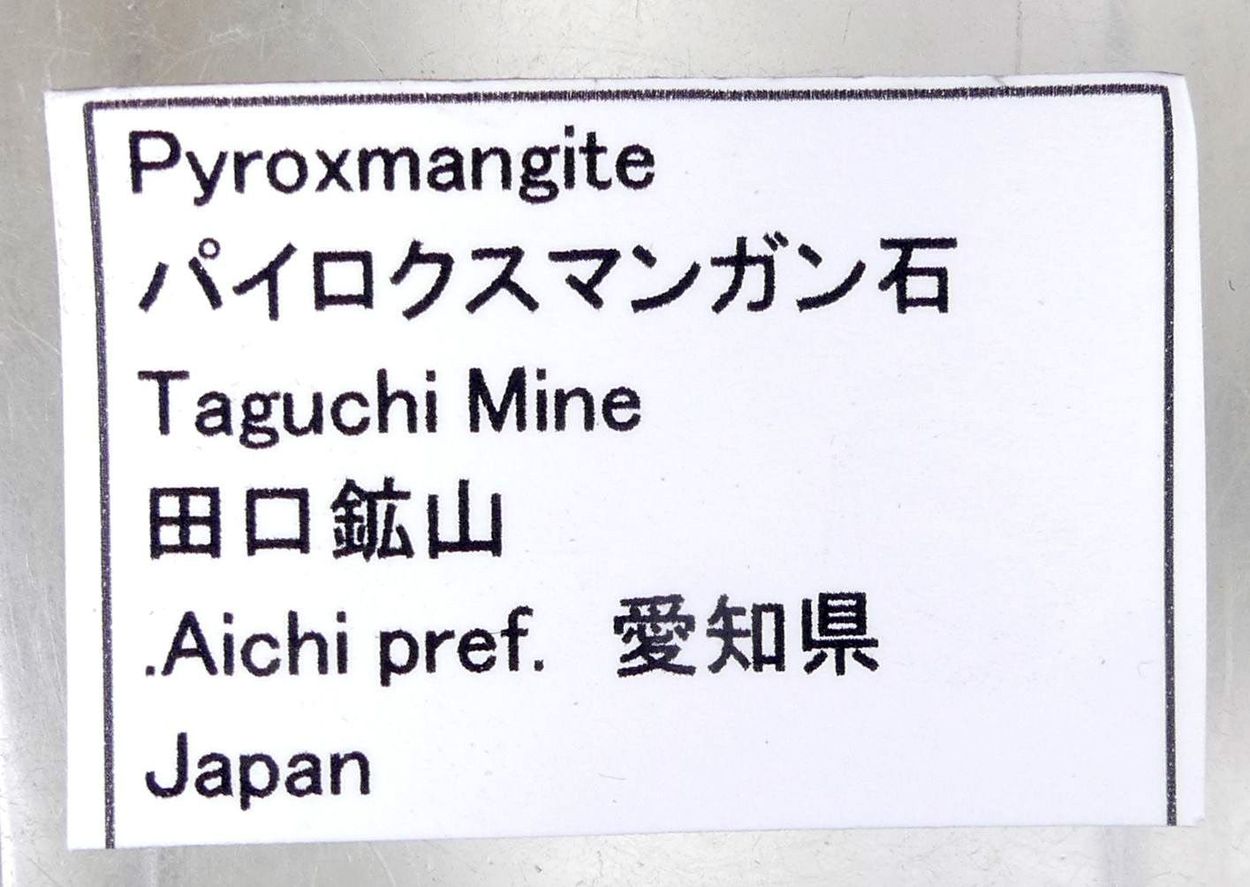 Pyroxmangite
パイロクスマンガン石
Taguchi Mine
田口鉱山
.Aichi pref.　愛知県
Japan